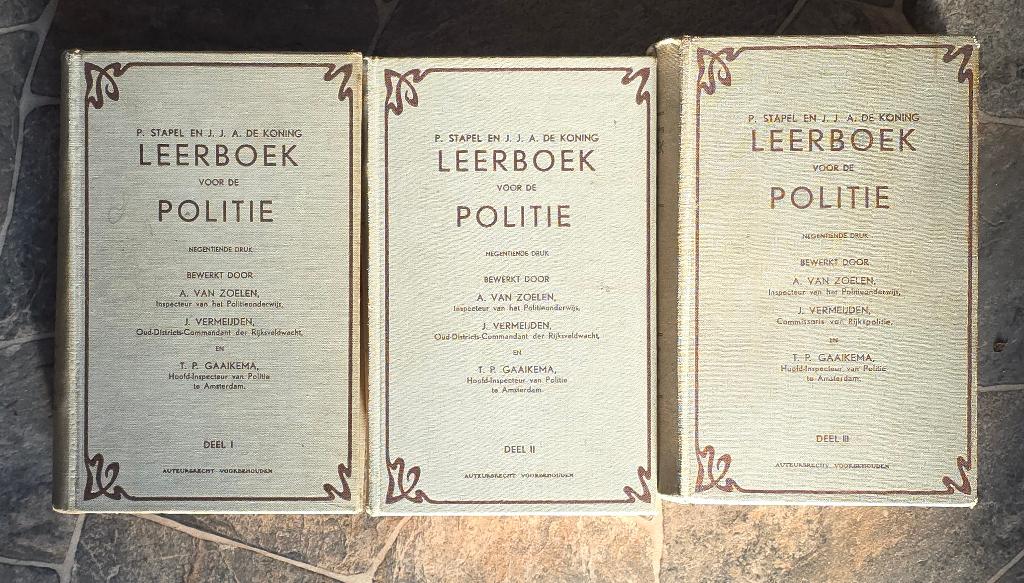 P. STAPEL EN J. J. A. DE KONING
LEERBOEK
VOOR DE
POLITIE
NEGENTIENDE DRUK
BEWERKT DOOR
A. VAN ZOELEN,
Inspecteur van het Politieonderwijs,
J. VERMEIJDEN,
Oud-Districts-Commandant der Rijksveldwacht,
EN
T. P. GAAIKEMA,
Hoofd-Inspecteur van Politie
te Amsterdam.
DEEL I
AUTEURSRECHT VOORBEHOUDEN
P. STAPEL EN J. J. A. DE KONING
LEERBOEK
VOOR DE
POLITIE
NEGENTIENDE DRUK
BEWERKT DOOR
A. VAN ZOELEN,
Inspecteur van het Politieonderwijs,
J. VERMEIJDEN,
Oud-Districts-Commandant der Rijksveldwacht,
EN
T. P. GAAIKEMA,
Hoofd-Inspecteur van Politie
te Amsterdam.
DEEL II
AUTEURSRECHT VOORBEHOUDEN
P. STAPEL EN J. J. A. DE KONING
LEERBOEK
VOOR DE
POLITIE
NEGENTIENDE DRUK
BEWERKT DOOR
A. VAN ZOELEN,
Inspecteur van het Politieonderwijs,
J. VERMEIJDEN,
Commissaris van Rijkspolitie,
EN
T. P. GAAIKEMA,
Hoofd-Inspecteur van Politie
te Amsterdam.
DEEL III
AUTEURSRECHT VOORBEHOUDEN